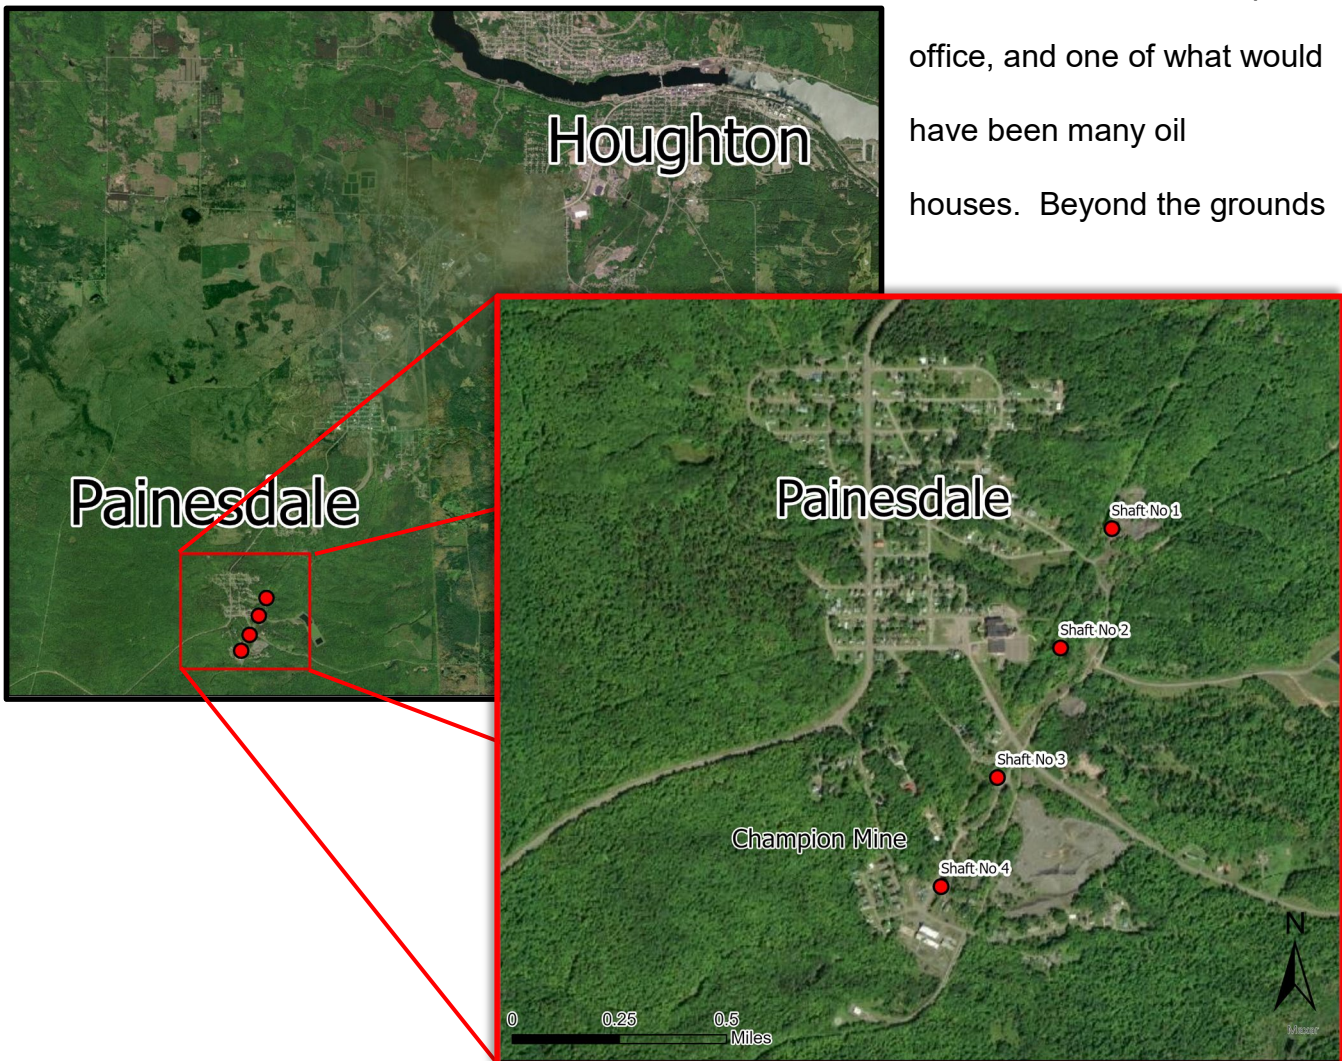 office, and one of what would
have been many oil
houses.  Beyond the grounds
Houghton
Painesdale
Painesdale
Shaft No 1
Shaft No 2
Shaft No 3
Champion Mine
Shaft No 4
N
0 0.25 0.5
Miles
Maxar